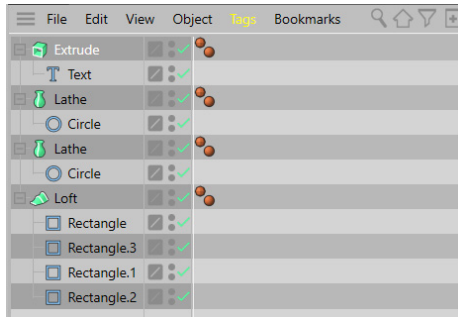 File Edit View Object Tags Bookmarks
Extrude
Text
Lathe
Circle
Lathe
Circle
Loft
Rectangle
Rectangle.3
Rectangle.1
Rectangle.2